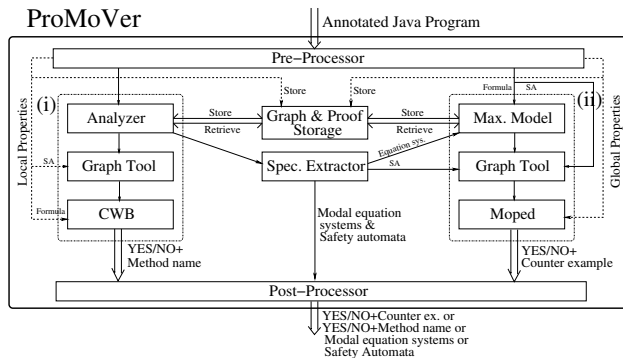 ProMoVer
Annotated Java Program
Pre-Processor
Local Properties
Global Properties
(i)
(ii)
Store
Store
Formula
SA
Analyzer
Store
Retrieve
Graph & Proof
Storage
Store
Retrieve
Max. Model
Equation sys.
SA
Graph Tool
Spec. Extractor
SA
Graph Tool
Formula
CWB
Modal equation
systems &
Safety automata
Moped
YES/NO+
Method name
YES/NO+
Counter example
Post-Processor
YES/NO+Counter ex. or
YES/NO+Method name or
Modal equation systems or
Safety Automata